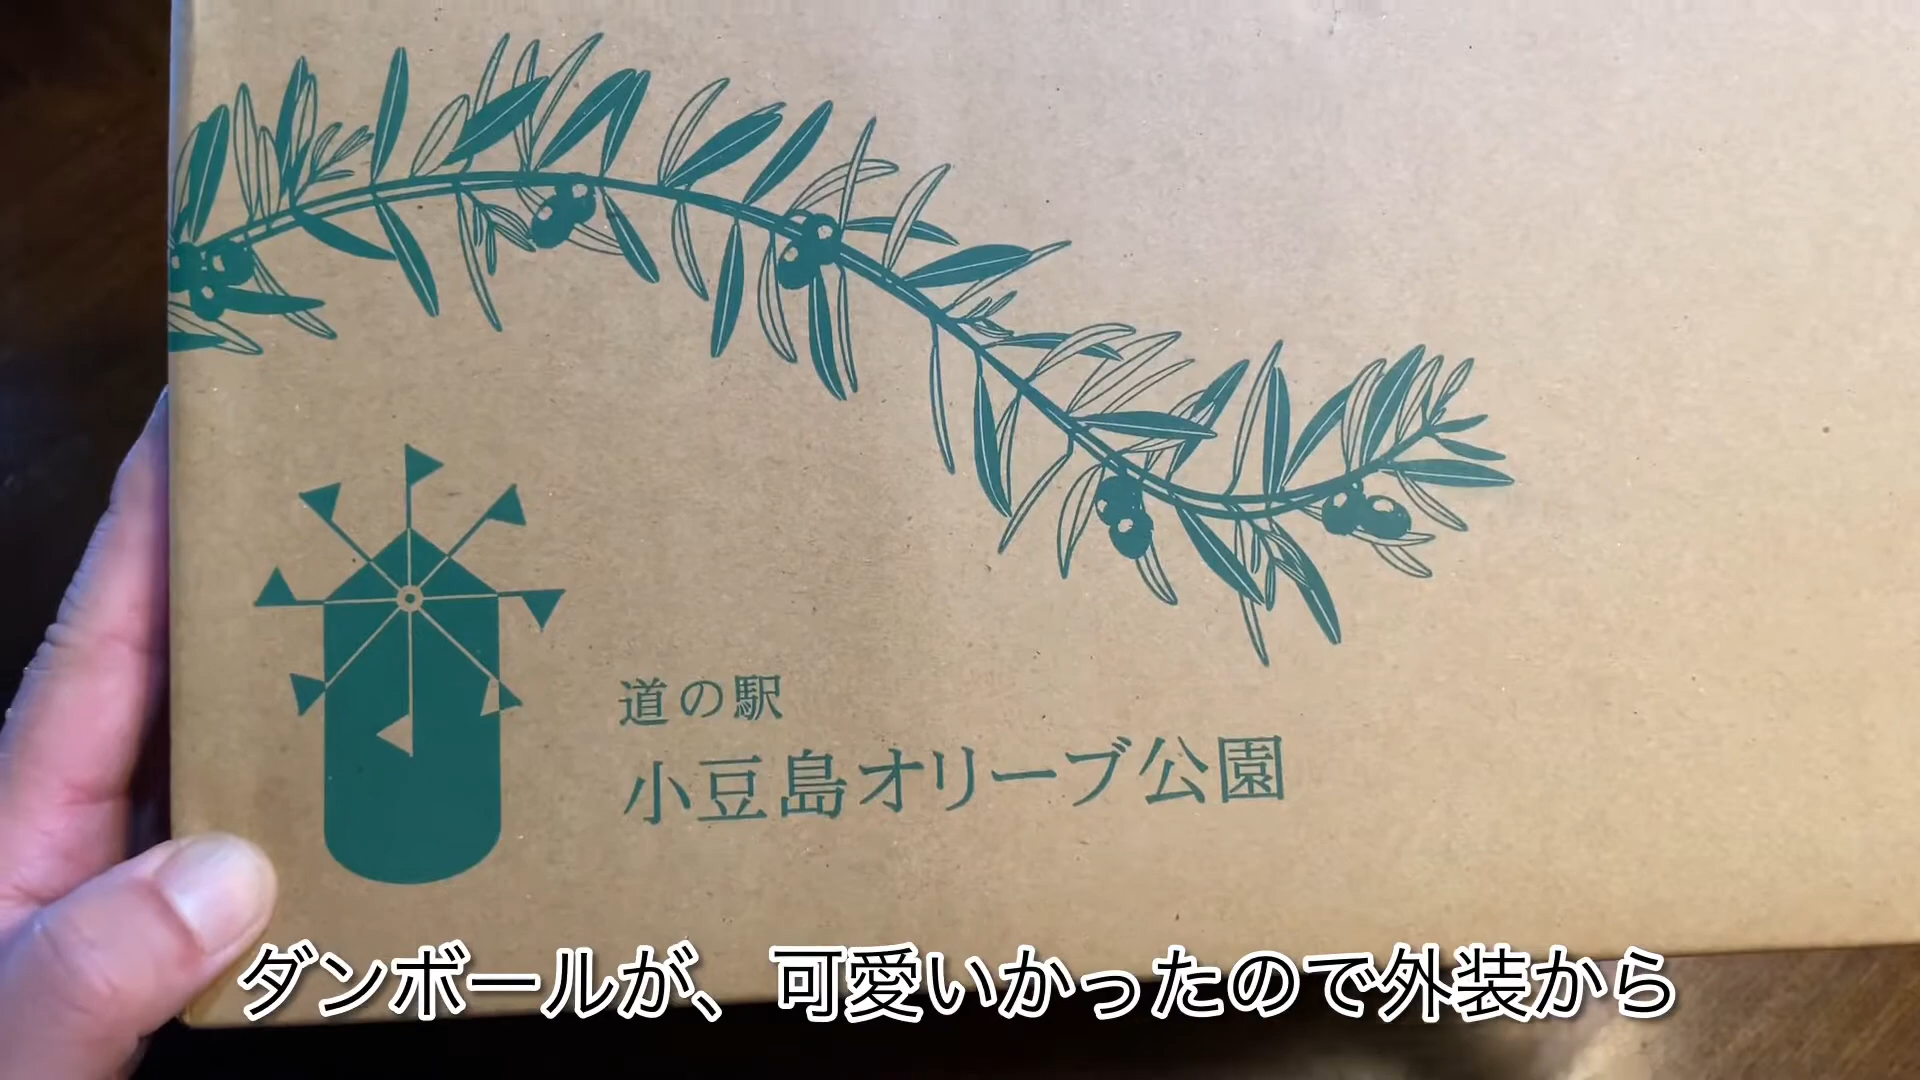 道の駅
小豆島オリーブ公園
ダンボールが、可愛いかったので外装から